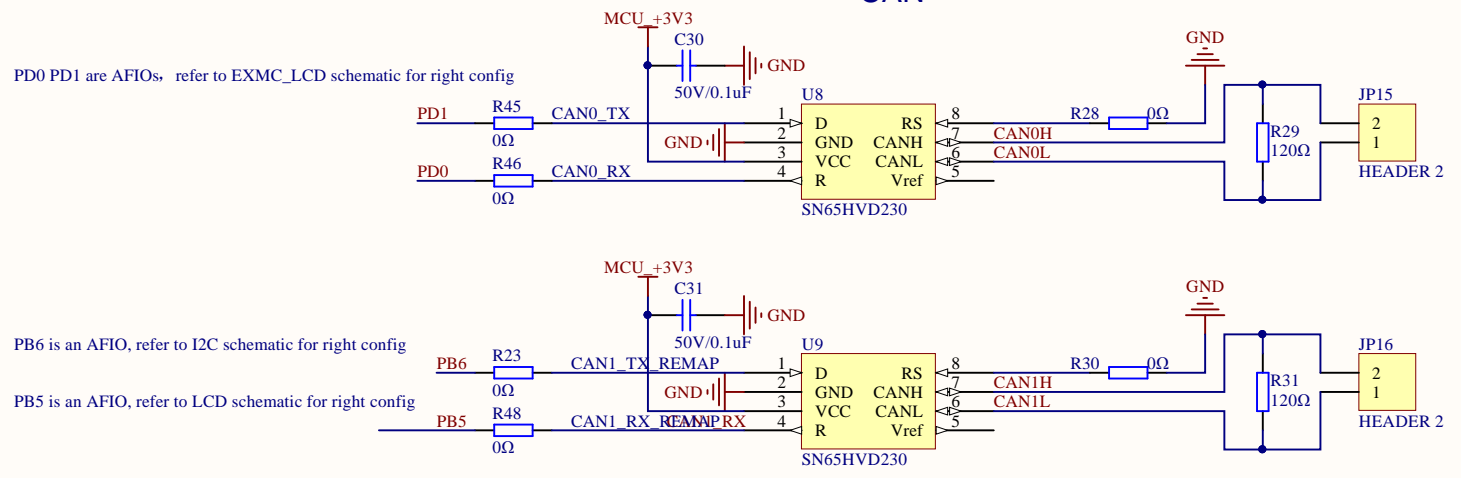 CAN
MCU_+3V3
C30
GND
50V/0.1uF
GND
PD0 PD1 are AFIOs, refer to EXMC_LCD schematic for right config
PD1
R45
0Ω
CAN0_TX
PD0
R46
0Ω
CAN0_RX
GND
U8
1 D RS 8
2 GND CANH 7
3 VCC CANL 6
4 R Vref 5
SN65HVD230
R28 0Ω
CAN0H
CAN0L
R29
120Ω
JP15
2
1
HEADER 2
MCU_+3V3
C31
GND
50V/0.1uF
GND
PB6 is an AFIO, refer to I2C schematic for right config
PB5 is an AFIO, refer to LCD schematic for right config
PB6
R23
0Ω
CAN1_TX_REMAP
PB5
R48
0Ω
CAN1_RX_REMAP
CAN1_RX
GND
U9
1 D RS 8
2 GND CANH 7
3 VCC CANL 6
4 R Vref 5
SN65HVD230
R30 0Ω
CAN1H
CAN1L
R31
120Ω
JP16
2
1
HEADER 2